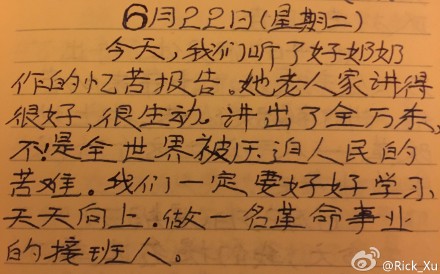 6月22日(星期二)
今天,我们听了好奶奶
作的忆苦报告。她老人家讲得
很好,很生动。讲出了全万东,
不!是全世界被压迫人民的
苦难。我们一定要好好学习,
天天向上.做一名革命事业
的接班人。
@Rick_Xu